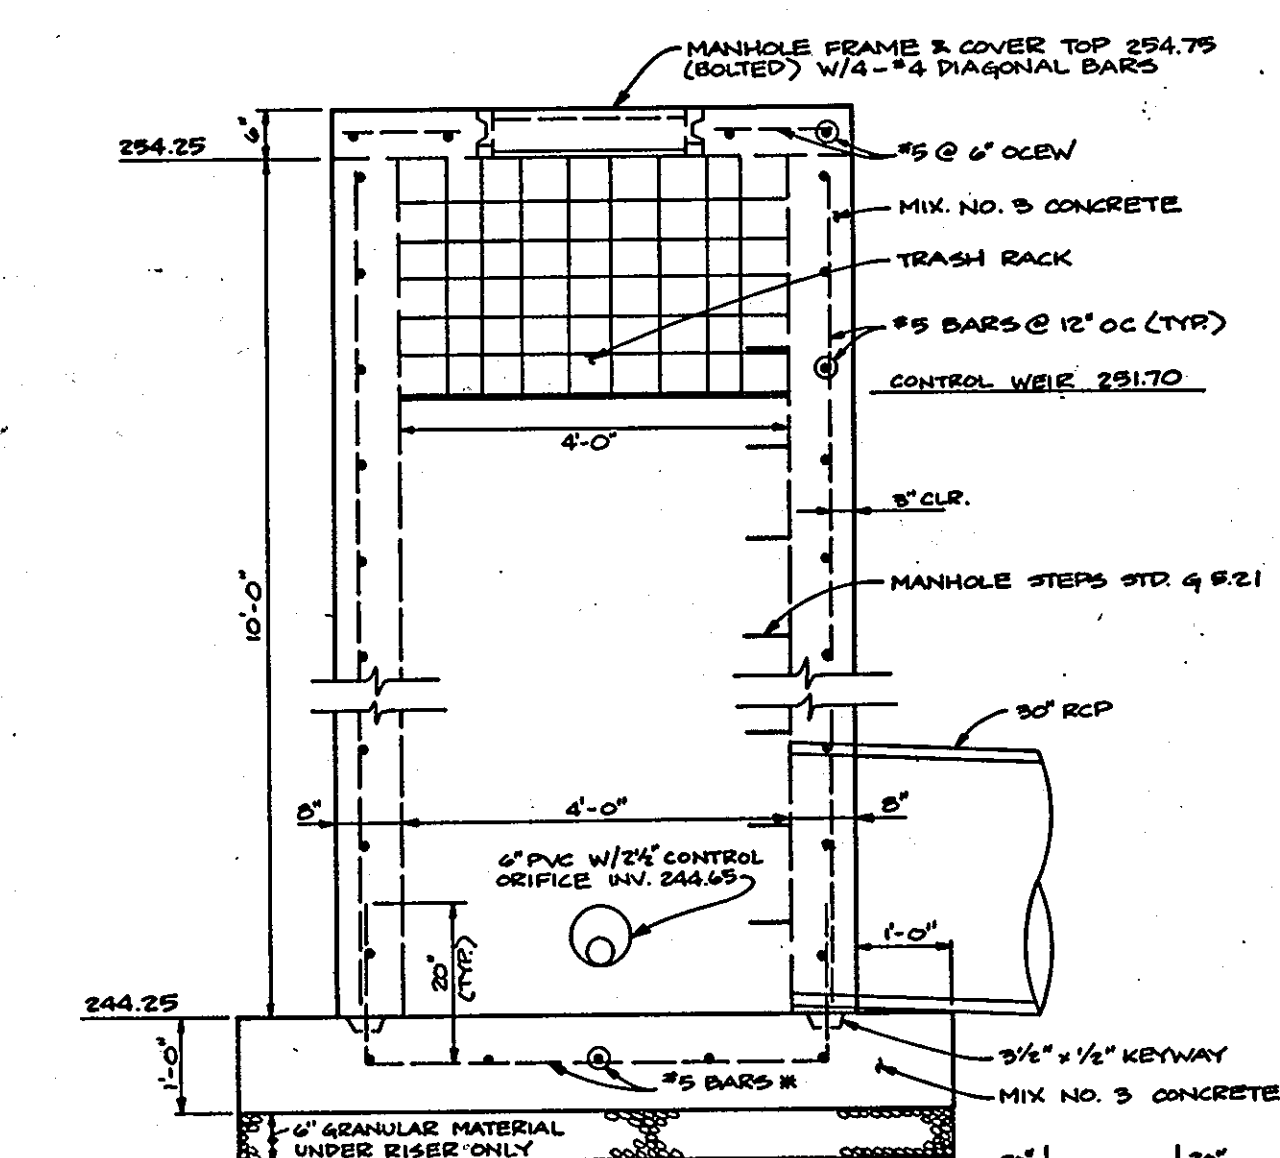 MANHOLE FRAME & COVER TOP 254.75
(BOLTED) W/4-#4 DIAGONAL BARS
6"
254.25
#5 @ 6" OCEW
MIX. NO. 3 CONCRETE
TRASH RACK
#5 BARS @ 12" OC (TYP.)
CONTROL WEIR 251.70
4'-0"
3" CLR.
10'-0"
MANHOLE STEPS STD. G 5.21
30" RCP
8"
4'-0"
8"
6" PVC W/2½" CONTROL
ORIFICE INV. 244.65
20"
(TYP.)
1'-0"
244.25
1'-0"
3½" x ½" KEYWAY
#5 BARS
MIX NO. 3 CONCRETE
6" GRANULAR MATERIAL
UNDER RISER ONLY